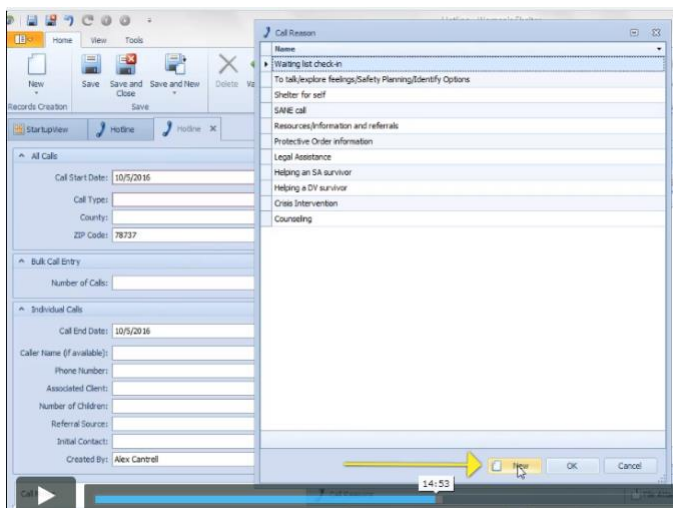 Home View Tools
New
Save
Save and Close
Save and New
Delete
Records Creation
Save
StartupView
Hotline
Hotline
All Calls
Call Start Date: 10/5/2016
Call Type:
County:
ZIP Code: 78737
Bulk Call Entry
Number of Calls:
Individual Calls
Call End Date: 10/5/2016
Caller Name (if available):
Phone Number:
Associated Client:
Number of Children:
Referral Source:
Initial Contact:
Created By: Alex Cantrell
Call Reason
Name
Waiting list check-in
To talk/explore feelings/Safety Planning/Identify Options
Shelter for self
SANE call
Resources/Information and referrals
Protective Order information
Legal Assistance
Helping an SA survivor
Helping a DV survivor
Crisis Intervention
Counseling
New OK Cancel
14:53
Call Reasons